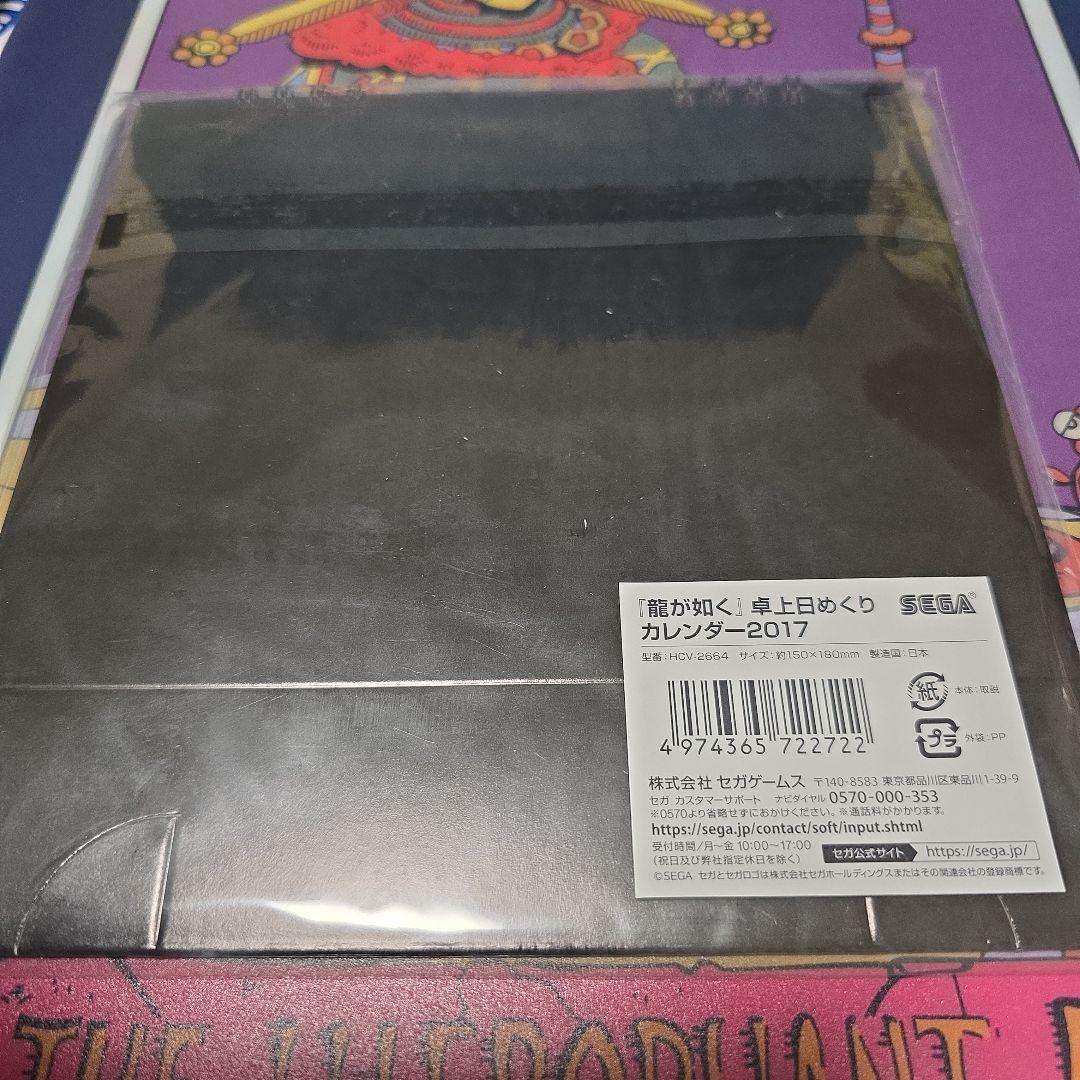 『龍が如く』卓上日めくり SEGA®
カレンダー2017
型番:HCV-2664 サイズ:約150×180mm 製造国:日本
紙 本体:取説
プラ 外袋:PP
4 974365 722722
株式会社 セガゲームス 〒140-8583 東京都品川区東品川1-39-9
セガ カスタマーサポート ナビダイヤル 0570-000-353
※0570より省略せずにおかけください。※通話料がかかります。
https://sega.jp/contact/soft/input.shtml
受付時間/月～金 10:00～17:00
(祝日及び弊社指定休日を除く)
セガ公式サイト https://sega.jp/
©SEGA セガとセガロゴは株式会社セガホールディングスまたはその関連会社の登録商標です。
THE HIEROPHANT